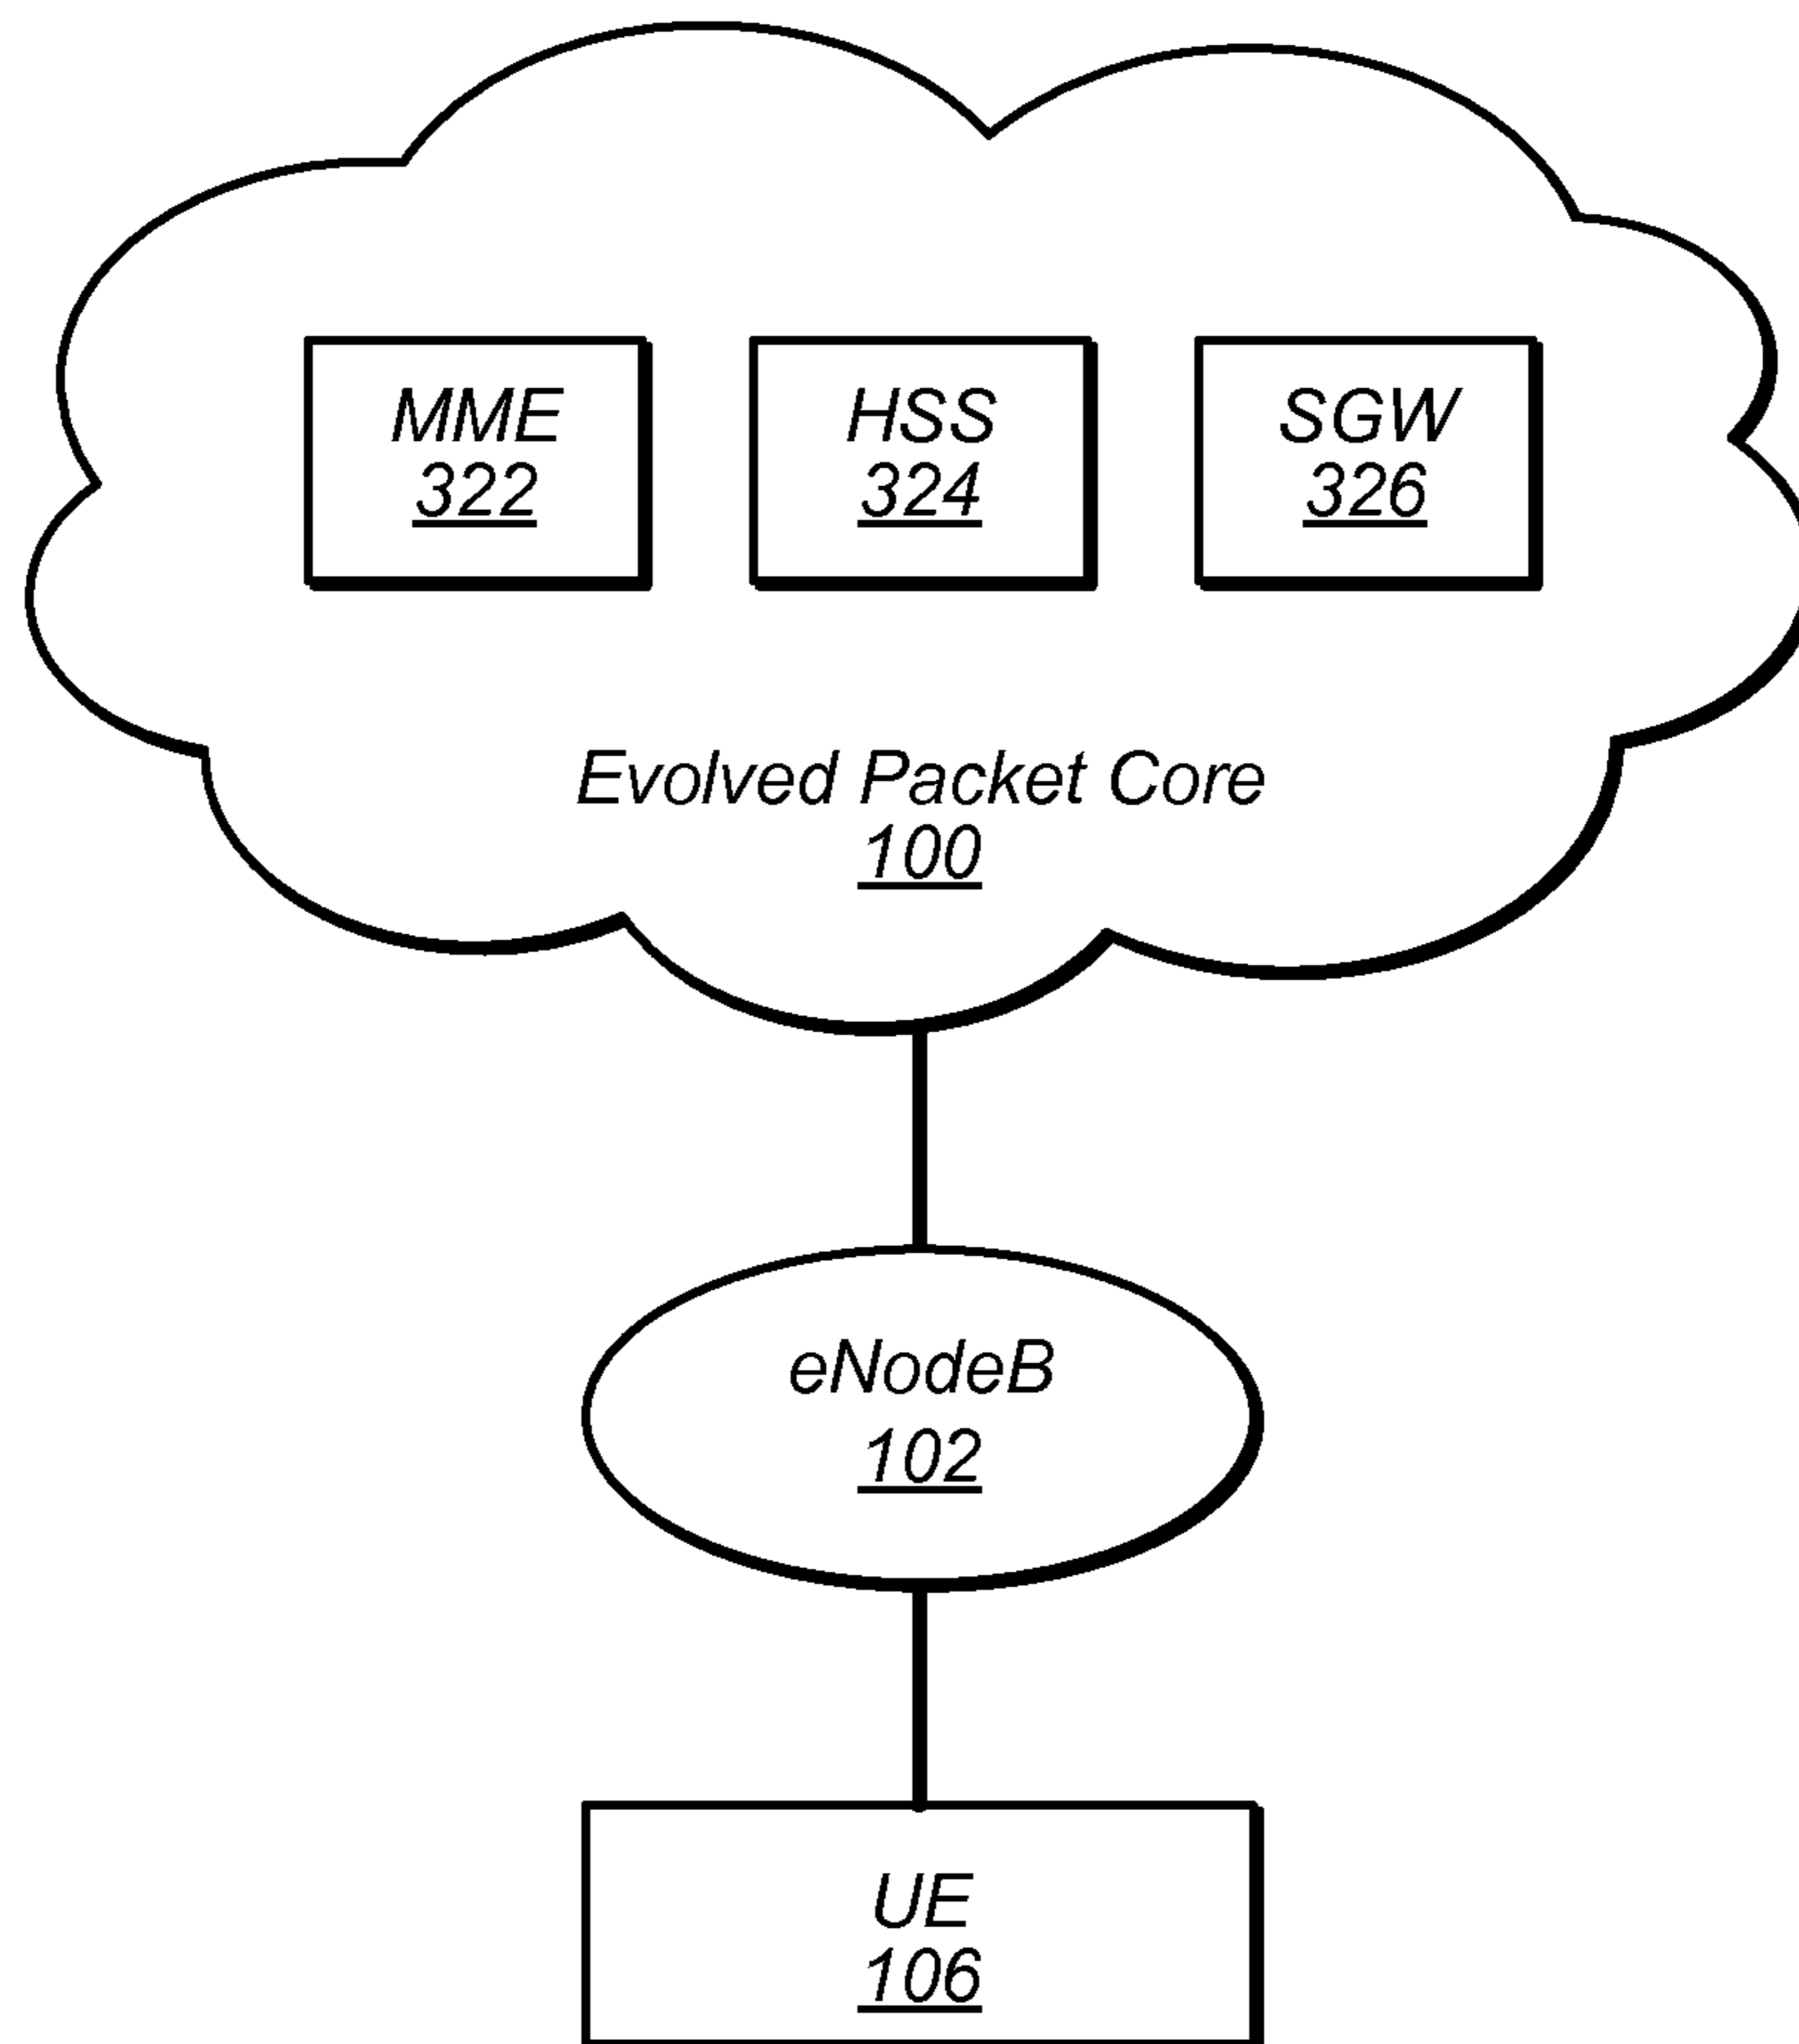 MME
322
HSS
324
SGW
326
Evolved Packet Core
100
eNodeB
102
UE
106